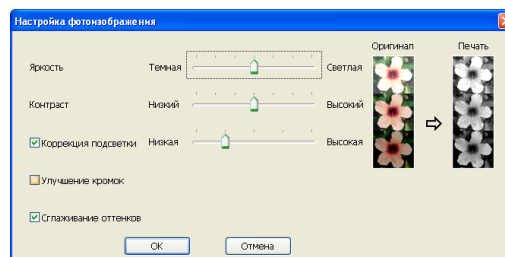 Настройка фотоизображения
Оригинал Печать
Яркость Темная Светлая
Контраст Низкий Высокий
Коррекция подсветки Низкая Высокая
Улучшение кромок
Сглаживание оттенков
OK Отмена